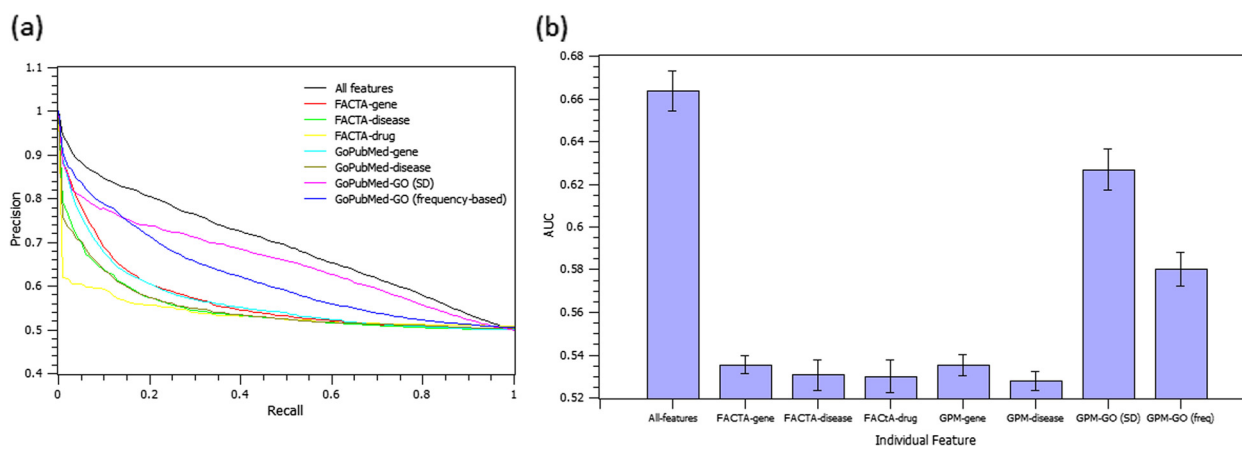 (a)
1.1
1
0.9
0.8
0.7
0.6
0.5
0.4
Precision
0
0.2
0.4
0.6
0.8
1
Recall
All features
FACTA-gene
FACTA-disease
FACTA-drug
GoPubMed-gene
GoPubMed-disease
GoPubMed-GO (SD)
GoPubMed-GO (frequency-based)
(b)
0.68
0.66
0.64
0.62
0.6
0.58
0.56
0.54
0.52
AUC
All-features
FACTA-gene
FACTA-disease
FACtA-drug
GPM-gene
GPM-disease
GPM-GO (SD)
GPM-GO (freq)
Individual Feature